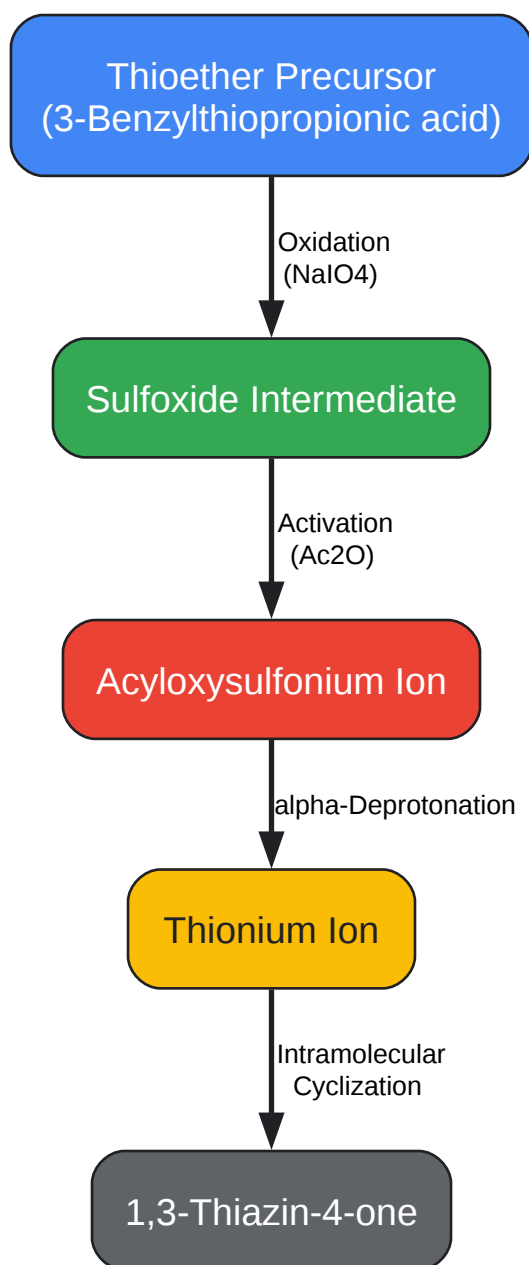 Thioether Precursor
(3-Benzylthiopropionic acid)
Oxidation
(NaIO4)
Sulfoxide Intermediate
Activation
(Ac2O)
Acyloxysulfonium Ion
alpha-Deprotonation
Thionium Ion
Intramolecular
Cyclization
1,3-Thiazin-4-one